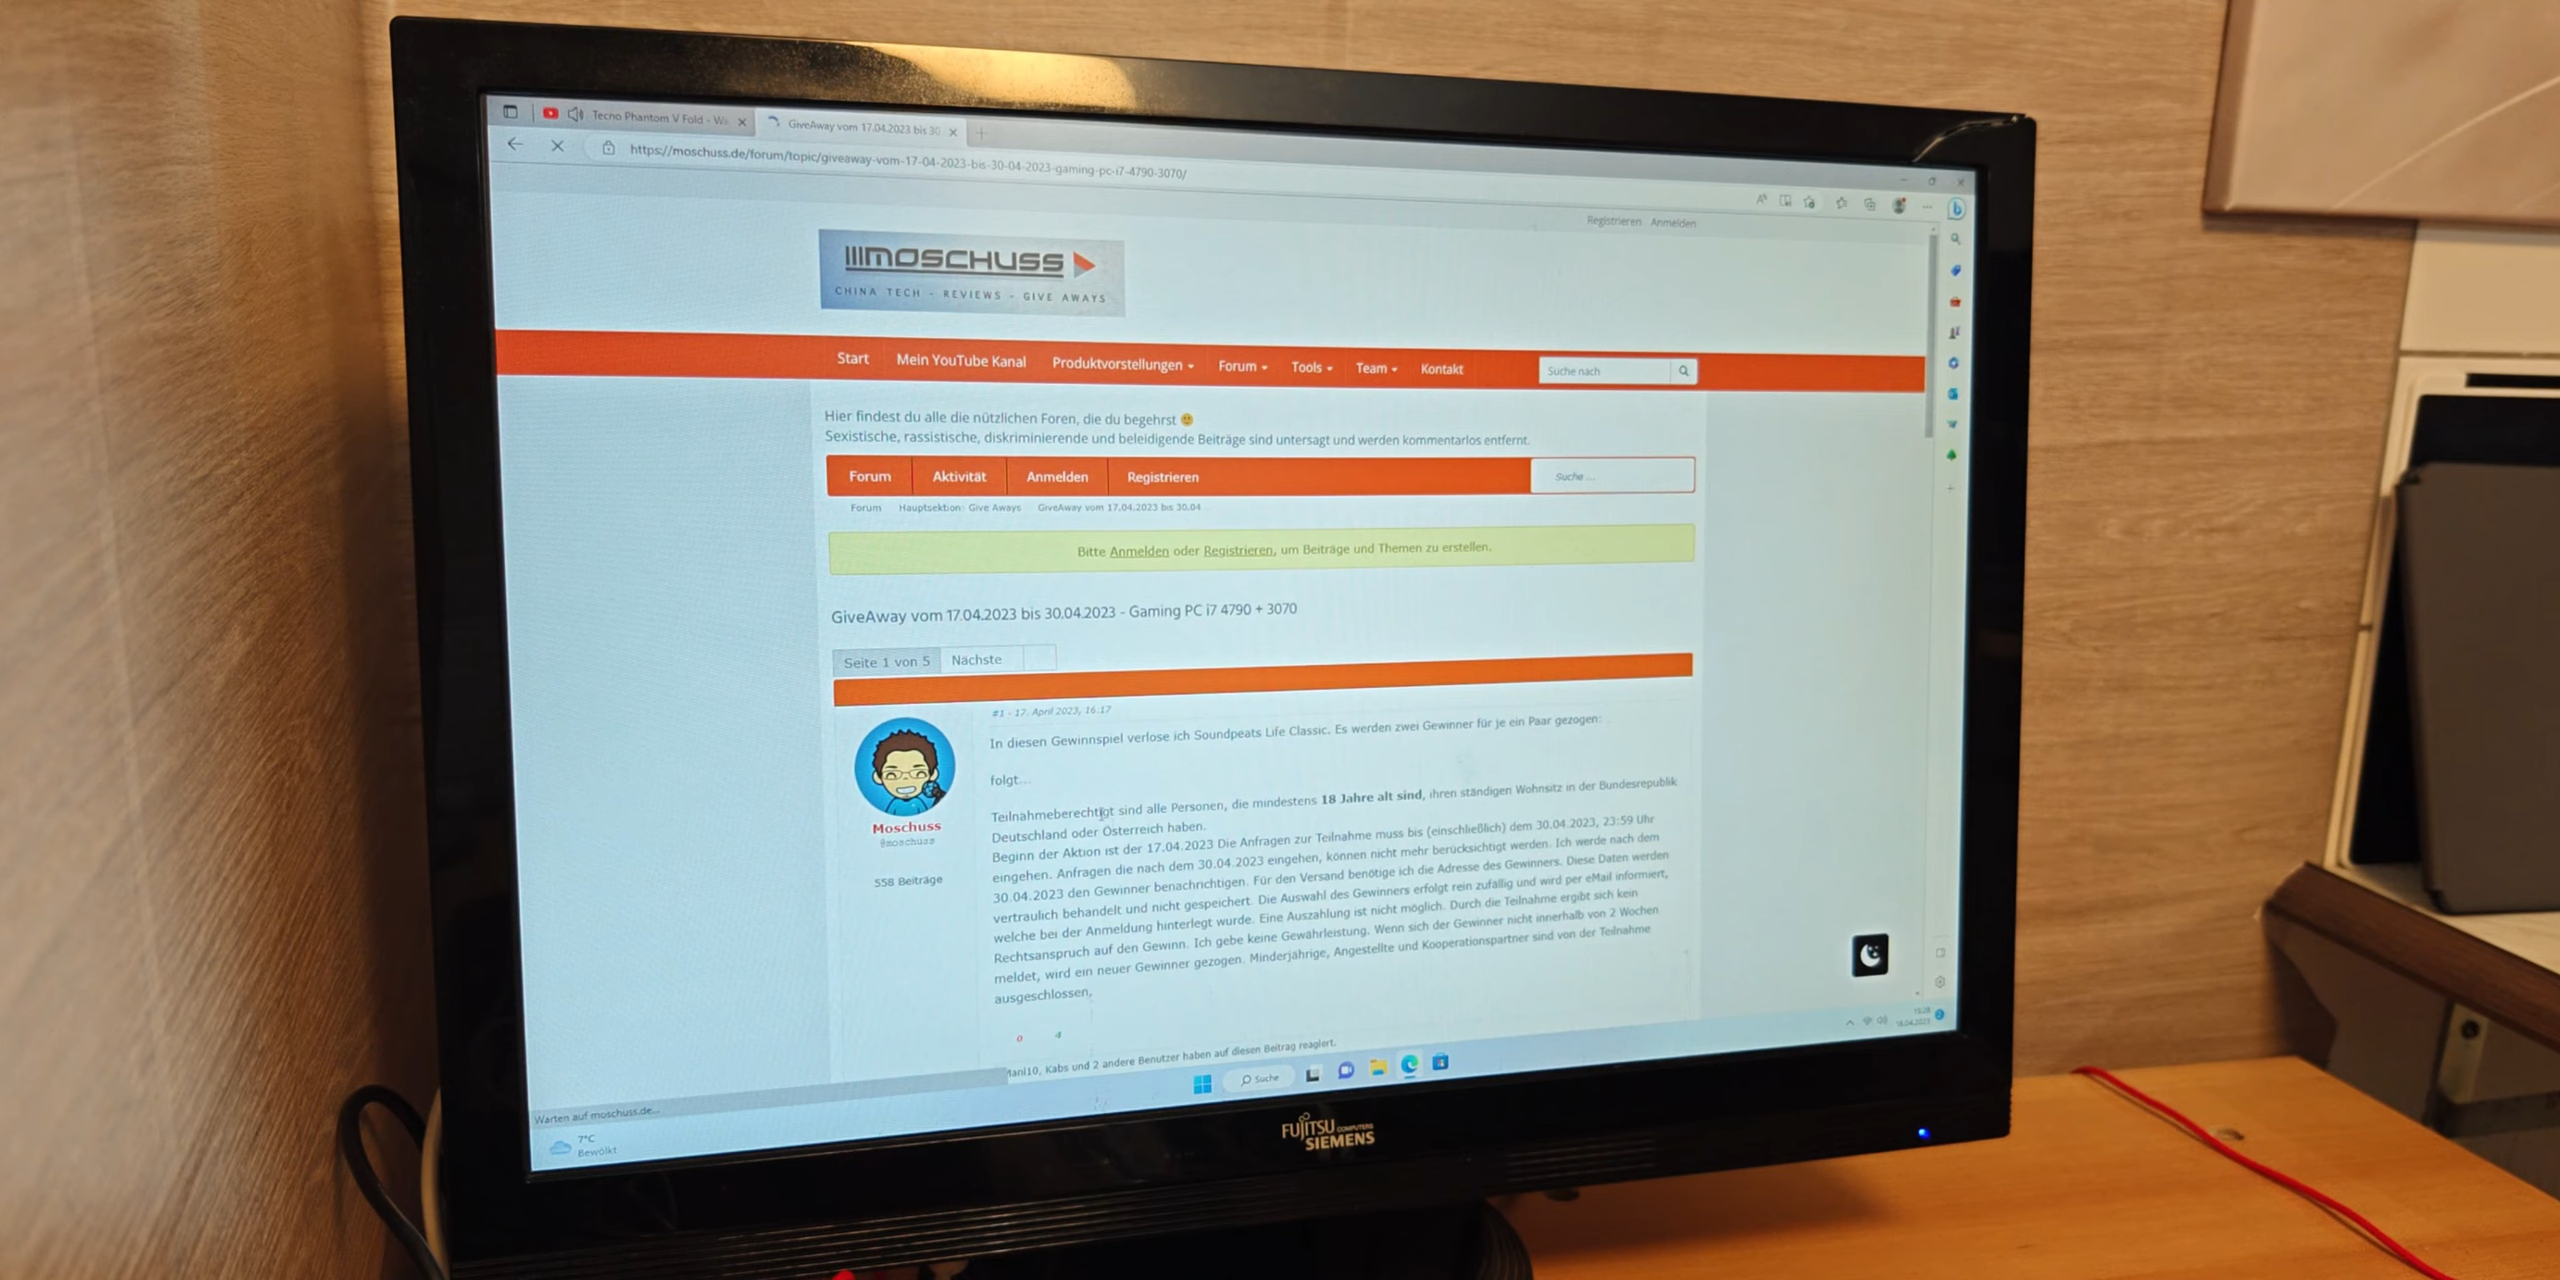 Tecno Phantom V Fold - W
GiveAway vom 17.04.2023 bis 30
https://moschuss.de/forum/topic/giveaway-vom-17-04-2023-bis-30-04-2023-gaming-pc-i7-4790-3070/
Registrieren Anmelden
MOSCHUSS
CHINA TECH - REVIEWS - GIVE AWAYS
Start Mein YouTube Kanal Produktvorstellungen Forum Tools Team Kontakt Suche nach
Hier findest du alle die nützlichen Foren, die du begehrst 🙂
Sexistische, rassistische, diskriminierende und beleidigende Beiträge sind untersagt und werden kommentarlos entfernt.
Forum Aktivität Anmelden Registrieren Suche ...
Forum Hauptsektion: Give Aways GiveAway vom 17.04.2023 bis 30.04
Bitte Anmelden oder Registrieren, um Beiträge und Themen zu erstellen.
GiveAway vom 17.04.2023 bis 30.04.2023 - Gaming PC i7 4790 + 3070
Seite 1 von 5 Nächste
#1 - 17. April 2023, 16:17
Moschuss
@moschuss
558 Beiträge
In diesen Gewinnspiel verlose ich Soundpeats Life Classic. Es werden zwei Gewinner für je ein Paar gezogen:
folgt...
Teilnahmeberechtigt sind alle Personen, die mindestens 18 Jahre alt sind, ihren ständigen Wohnsitz in der Bundesrepublik
Deutschland oder Österreich haben.
Beginn der Aktion ist der 17.04.2023 Die Anfragen zur Teilnahme muss bis (einschließlich) dem 30.04.2023, 23:59 Uhr
eingehen. Anfragen die nach dem 30.04.2023 eingehen, können nicht mehr berücksichtigt werden. Ich werde nach dem
30.04.2023 den Gewinner benachrichtigen. Für den Versand benötige ich die Adresse des Gewinners. Diese Daten werden
vertraulich behandelt und nicht gespeichert. Die Auswahl des Gewinners erfolgt rein zufällig und wird per eMail informiert,
welche bei der Anmeldung hinterlegt wurde. Eine Auszahlung ist nicht möglich. Durch die Teilnahme ergibt sich kein
Rechtsanspruch auf den Gewinn. Ich gebe keine Gewährleistung. Wenn sich der Gewinner nicht innerhalb von 2 Wochen
meldet, wird ein neuer Gewinner gezogen. Minderjährige, Angestellte und Kooperationspartner sind von der Teilnahme
ausgeschlossen.
0 4
Kabs und 2 andere Benutzer haben auf diesen Beitrag reagiert.
Warten auf moschuss.de...
7°C
Bewölkt
Suche
18.04.2023
FUJITSU COMPUTERS
SIEMENS